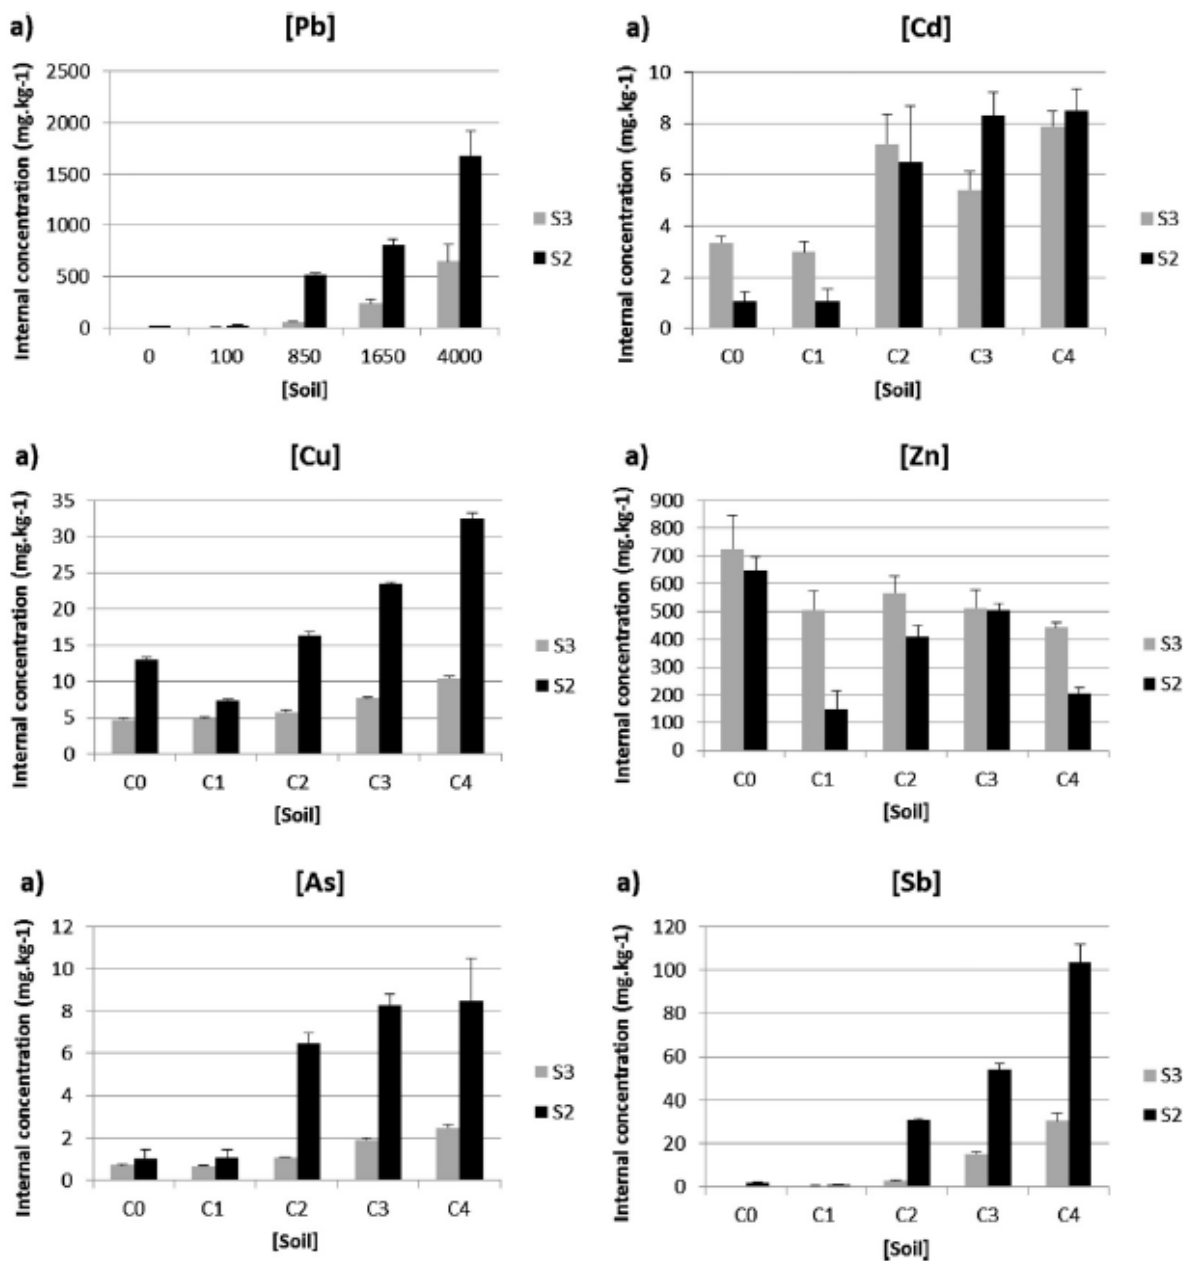 a) [Pb]
Internal concentration (mg.kg-1)
2500
2000
1500
1000
500
0
0 100 850 1650 4000
[Soil]
S3
S2
a) [Cd]
Internal concentration (mg.kg-1)
10
8
6
4
2
0
C0 C1 C2 C3 C4
[Soil]
S3
S2
a) [Cu]
Internal concentration (mg.kg-1)
35
30
25
20
15
10
5
0
C0 C1 C2 C3 C4
[Soil]
S3
S2
a) [Zn]
Internal concentration (mg.kg-1)
900
800
700
600
500
400
300
200
100
0
C0 C1 C2 C3 C4
[Soil]
S3
S2
a) [As]
Internal concentration (mg.kg-1)
12
10
8
6
4
2
0
C0 C1 C2 C3 C4
[Soil]
S3
S2
a) [Sb]
Internal concentration (mg.kg-1)
120
100
80
60
40
20
0
C0 C1 C2 C3 C4
[Soil]
S3
S2